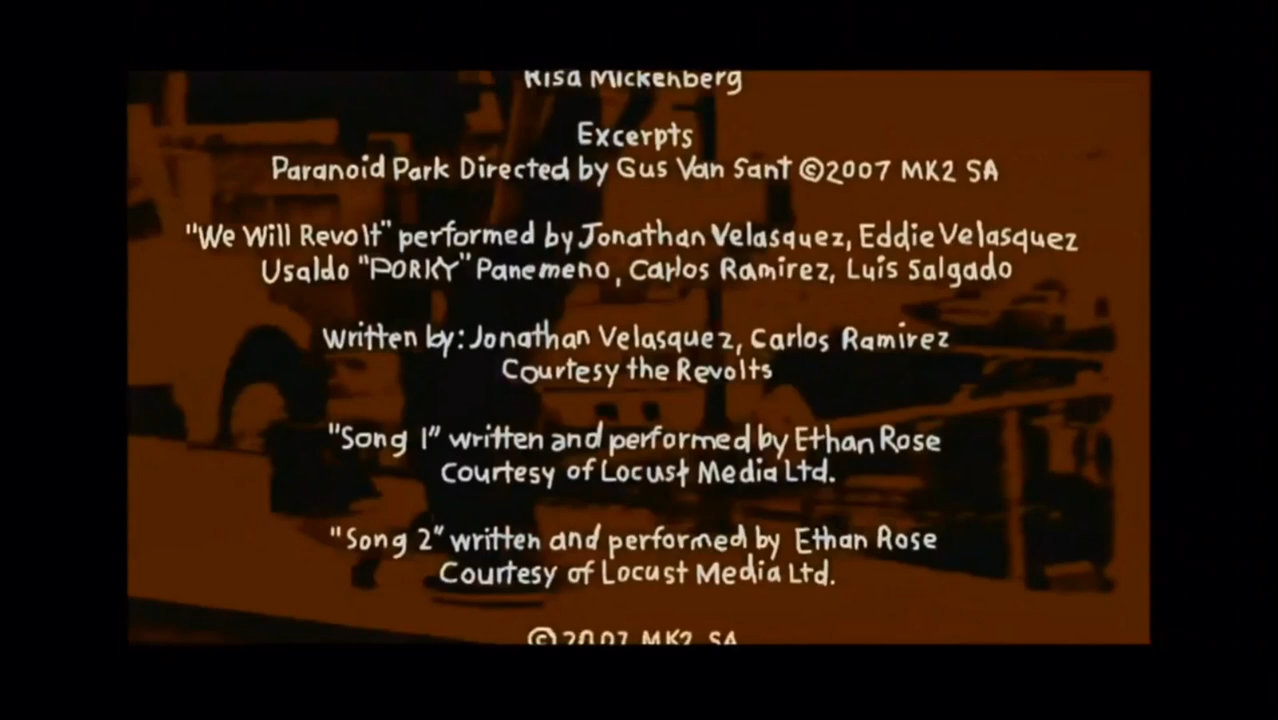 Risa Mickenberg
Excerpts
Paranoid Park Directed by Gus Van Sant ©2007 MK2 SA
"We Will Revolt" performed by Jonathan Velasquez, Eddie Velasquez
Usaldo "PORKY" Panemeno, Carlos Ramirez, Luis Salgado
written by: Jonathan Velasquez, Carlos Ramirez
Courtesy the Revolts
"Song 1" written and performed by Ethan Rose
Courtesy of Locust Media Ltd.
"Song 2" written and performed by Ethan Rose
Courtesy of Locust Media Ltd.
©2007 MK2 SA